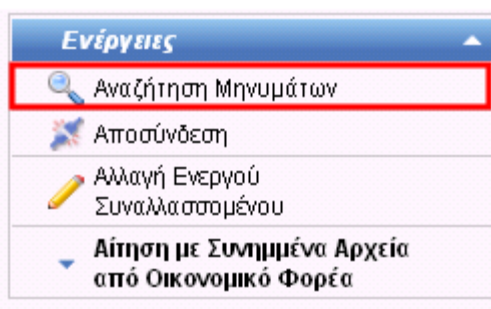 Ενέργειες
Αναζήτηση Μηνυμάτων
Αποσύνδεση
Αλλαγή Ενεργού
Συναλλασσομένου
Αίτηση με Συνημμένα Αρχεία
από Οικονομικό Φορέα